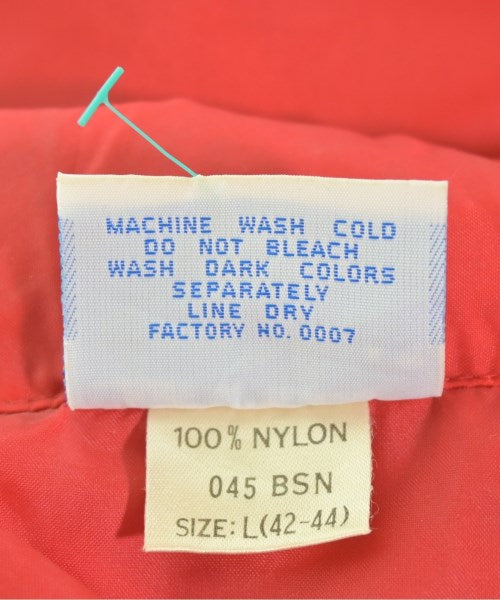 MACHINE WASH COLD
DO NOT BLEACH
WASH DARK COLORS
SEPARATELY
LINE DRY
FACTORY NO. 0007
100% NYLON
045 BSN
SIZE: L(42-44)